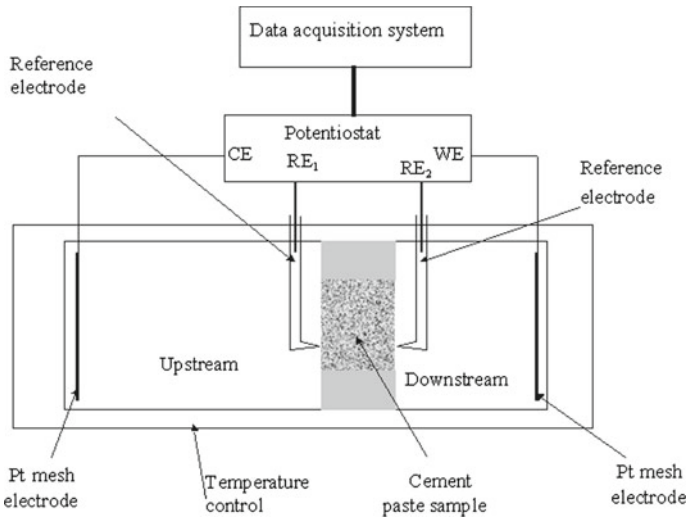 Data acquisition system
Reference
electrode
Potentiostat
CE
WE
RE₁
RE₂
Reference
electrode
Upstream
Downstream
Pt mesh
electrode
Temperature
control
Cement
paste sample
Pt mesh
electrode